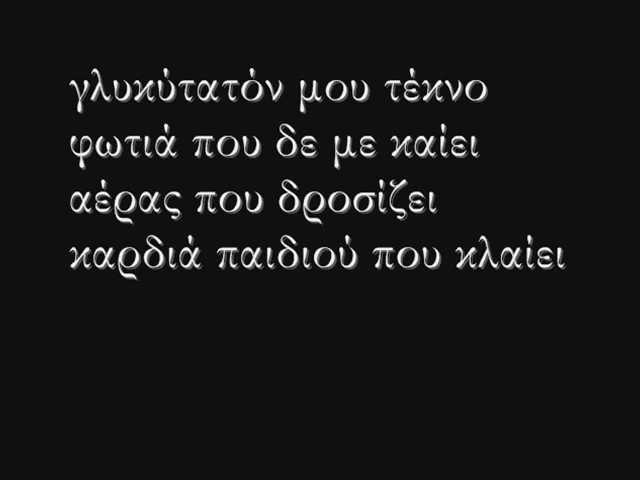 γλυκύτατόν μου τέκνο
φωτιά που δε με καίει
αέρας που δροσίζει
καρδιά παιδιού που κλαίει